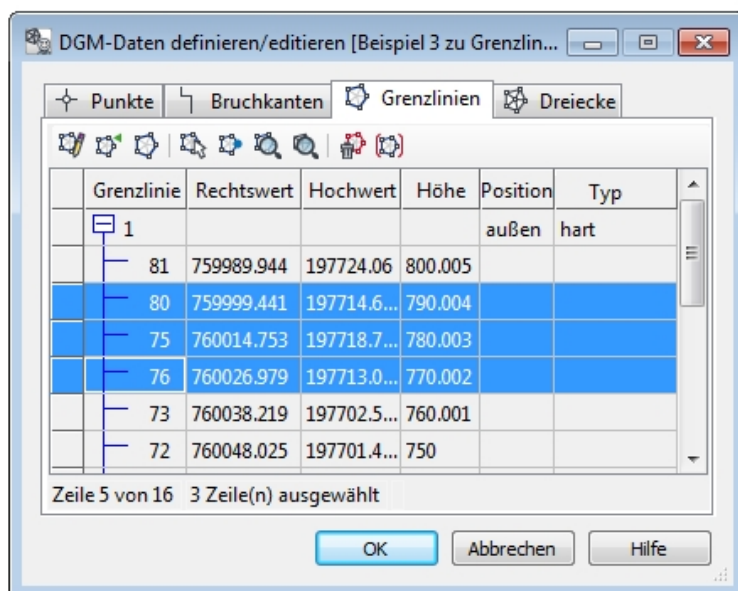 DGM-Daten definieren/editieren [Beispiel 3 zu Grenzlin...
Punkte Bruchkanten Grenzlinien Dreiecke
Grenzlinie Rechtswert Hochwert Höhe Position Typ
1 außen hart
81 759989.944 197724.06 800.005
80 759999.441 197714.6... 790.004
75 760014.753 197718.7... 780.003
76 760026.979 197713.0... 770.002
73 760038.219 197702.5... 760.001
72 760048.025 197701.4... 750
Zeile 5 von 16 3 Zeile(n) ausgewählt
OK Abbrechen Hilfe